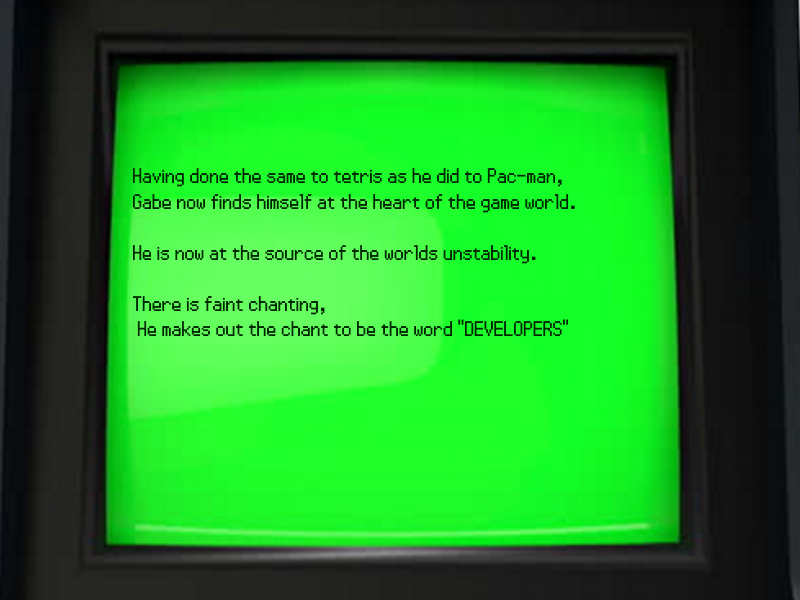 Having done the same to tetris as he did to Pac-man,
Gabe now finds himself at the heart of the game world.
He is now at the source of the worlds unstability.
There is faint chanting,
He makes out the chant to be the word "DEVELOPERS"